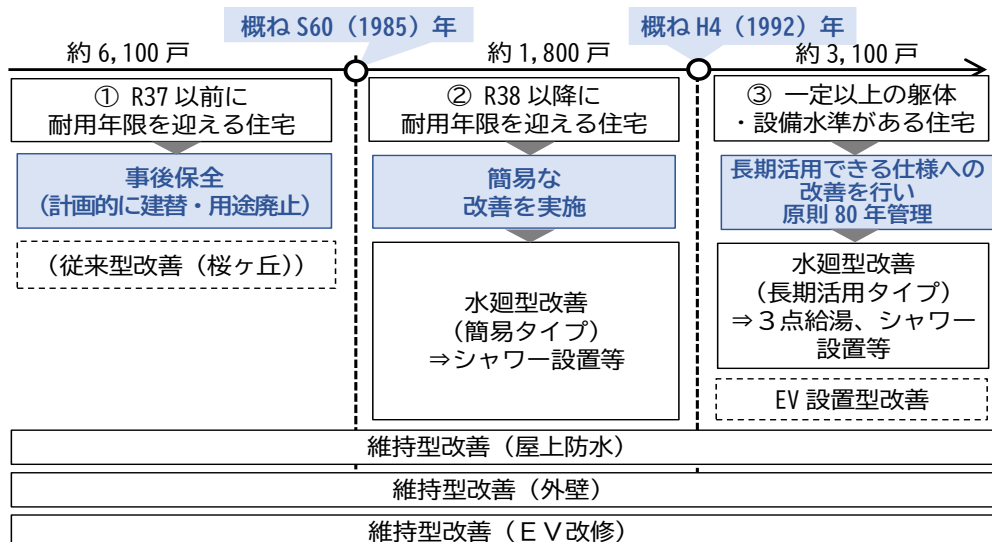 概ね S60（1985）年
概ね H4（1992）年
約 6,100 戸
約 1,800 戸
約 3,100 戸
① R37 以前に
耐用年限を迎える住宅
② R38 以降に
耐用年限を迎える住宅
③ 一定以上の躯体
・設備水準がある住宅
事後保全
（計画的に建替・用途廃止）
簡易な
改善を実施
長期活用できる仕様への
改善を行い
原則 80 年管理
（従来型改善（桜ヶ丘））
水廻型改善
（簡易タイプ）
⇒シャワー設置等
水廻型改善
（長期活用タイプ）
⇒３点給湯、シャワー
設置等
EV 設置型改善
維持型改善（屋上防水）
維持型改善（外壁）
維持型改善（ＥＶ改修）